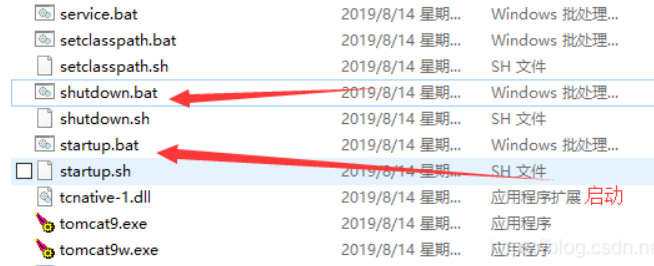 service.bat 2019/8/14 星期... Windows 批处理...
setclasspath.bat 2019/8/14 星期... Windows 批处理...
setclasspath.sh 2019/8/14 星期... SH 文件
shutdown.bat 2019/8/14 星期... Windows 批处理...
shutdown.sh 2019/8/14 星期... SH 文件
startup.bat 2019/8/14 星期... Windows 批处理...
startup.sh 2019/8/14 星期... SH 文件
tcnative-1.dll 2019/8/14 星期... 应用程序扩展 启动
tomcat9.exe 2019/8/14 星期... 应用程序
tomcat9w.exe 2019/8/14 星期... 应用程序